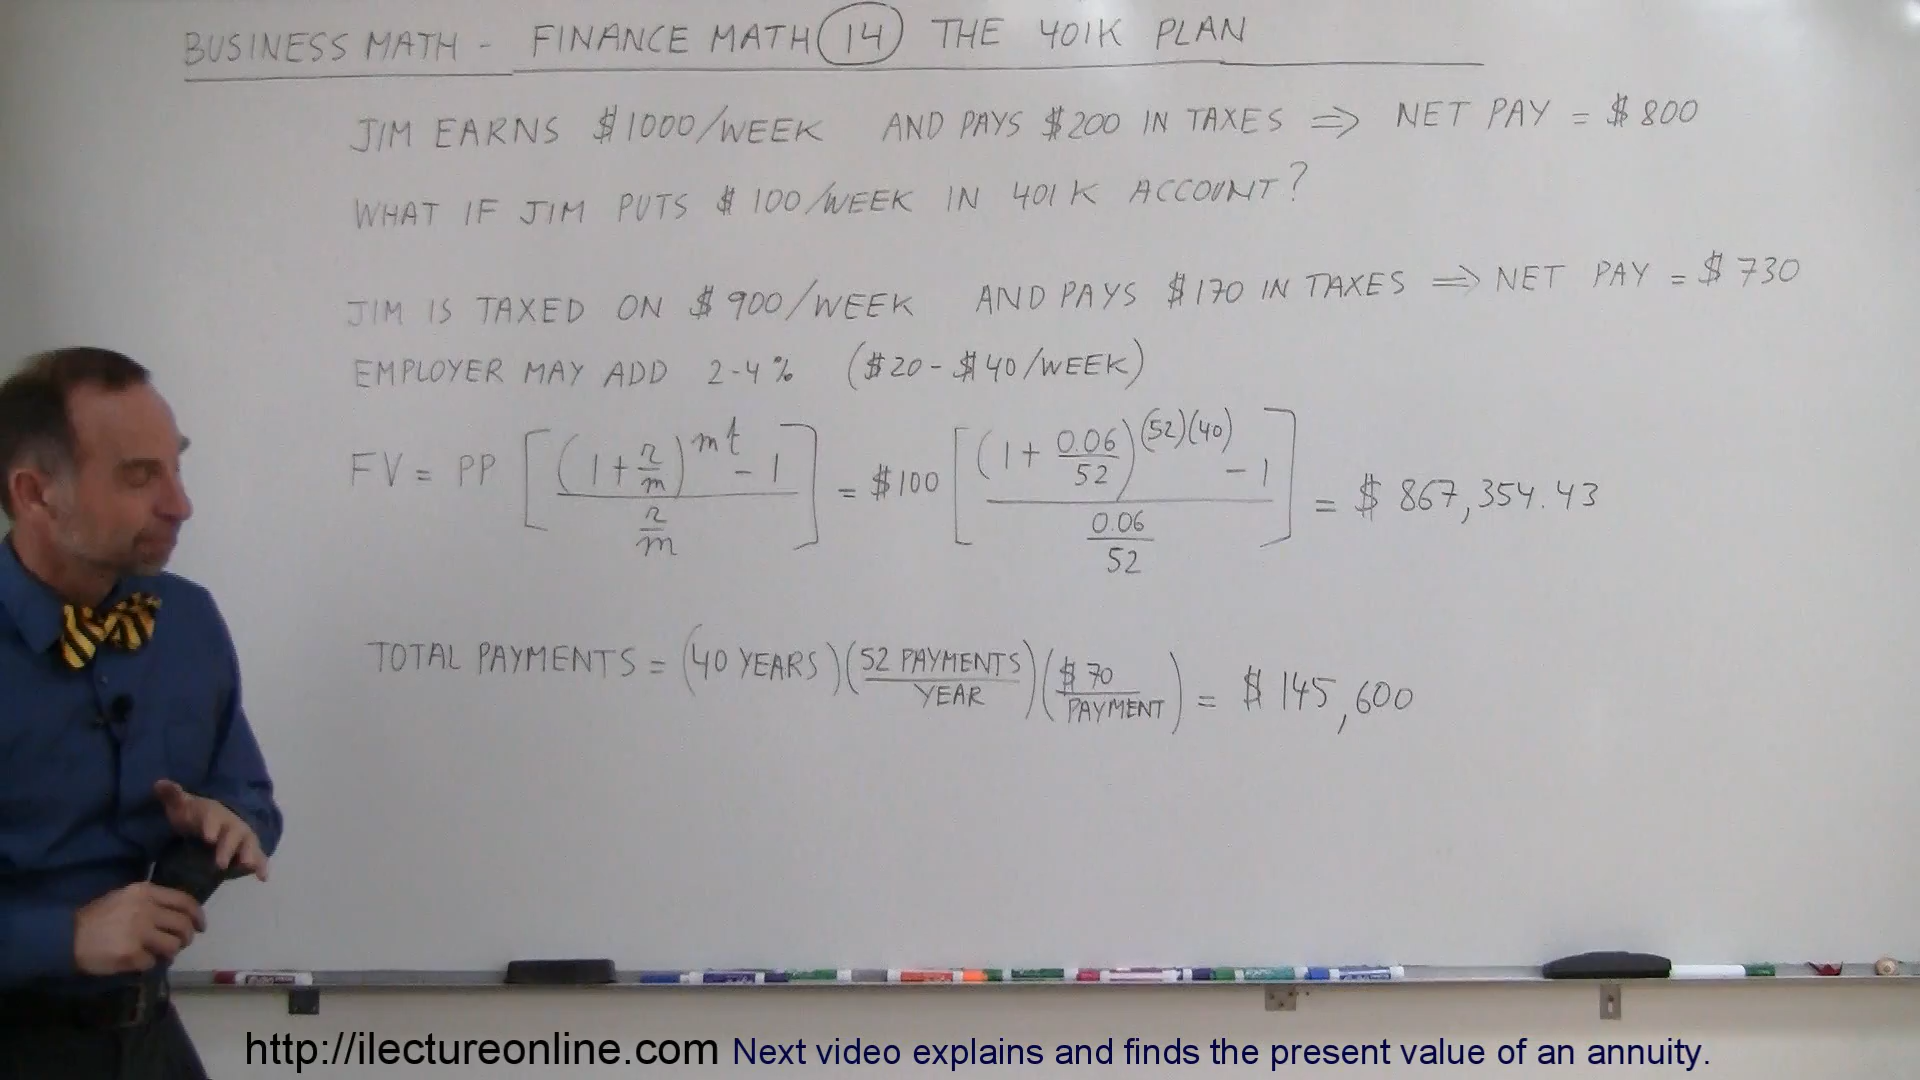 BUSINESS MATH - FINANCE MATH 14 THE 401K PLAN
JIM EARNS $1000/WEEK AND PAYS $200 IN TAXES ⇒ NET PAY = $800
WHAT IF JIM PUTS $100/WEEK IN 401K ACCOUNT?
JIM IS TAXED ON $900/WEEK AND PAYS $170 IN TAXES ⇒ NET PAY = $730
EMPLOYER MAY ADD 2-4% ($20-$40/WEEK)
FV = PP [((1 + r/m)^mt - 1) / (r/m)] = $100 [((1 + 0.06/52)^(52)(40) - 1) / (0.06/52)] = $867,354.43
TOTAL PAYMENTS = (40 YEARS)(52 PAYMENTS/YEAR)($70/PAYMENT) = $145,600
http://ilectureonline.com Next video explains and finds the present value of an annuity.